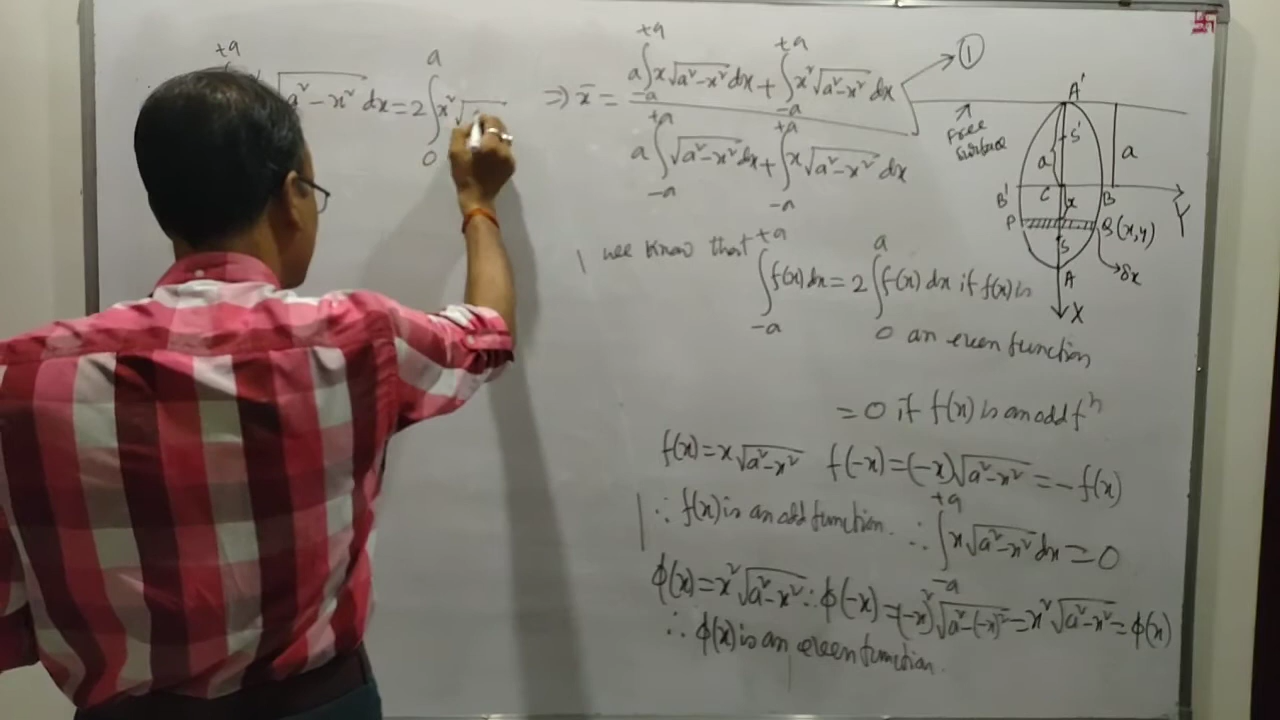 +a
√a²-x² dx = 2 ∫₀ᵃ x²√
⇒ x̄ = (a∫₋ₐ⁺ᵃ x√a²-x² dx + ∫₋ₐ⁺ᵃ x²√a²-x² dx) / (a∫₋ₐ⁺ᵃ √a²-x² dx + ∫₋ₐ⁺ᵃ x√a²-x² dx)
①
A'
Free surface
S'
a
a
B'
C
B
Y
x
P
Q(x,y)
S
δx
A
X
we know that ∫₋ₐ⁺ᵃ f(x) dx = 2 ∫₀ᵃ f(x) dx if f(x) is
an even function
= 0 if f(x) is an odd fⁿ
f(x) = x√a²-x² f(-x) = (-x)√a²-x² = -f(x)
∴ f(x) is an odd function. ∴ ∫₋ₐ⁺ᵃ x√a²-x² dx = 0
ϕ(x) = x²√a²-x² ∴ ϕ(-x) = (-x)²√a²-(-x)² = x²√a²-x² = ϕ(x)
∴ ϕ(x) is an even function.